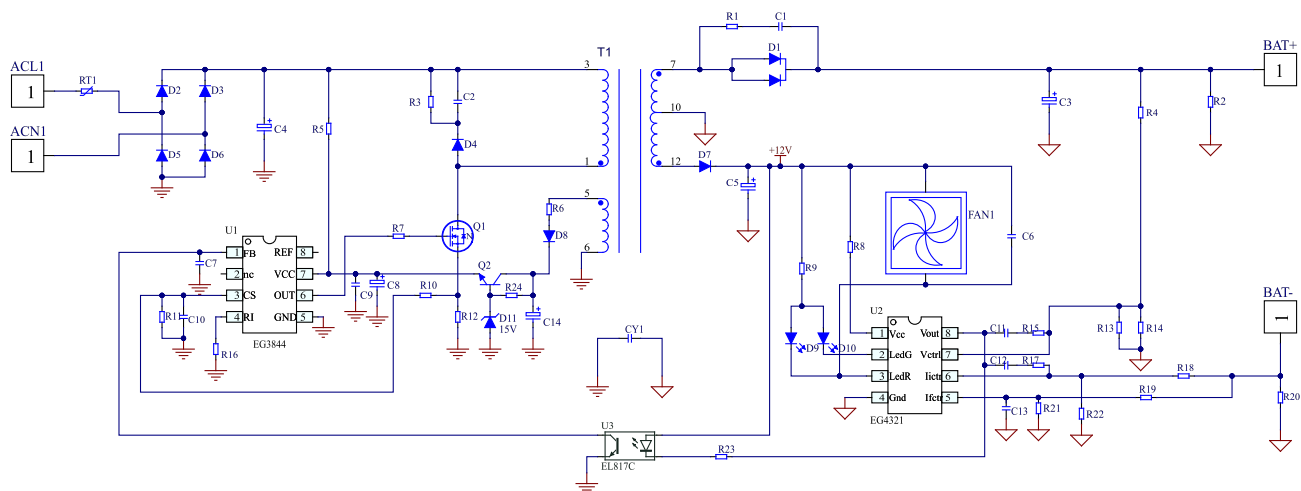 ACL1
1
RT1
ACN1
1
D2
D3
D5
D6
C4
R5
R3
C2
D4
T1
3
1
5
6
7
10
12
R1
C1
D1
BAT+
1
C3
R4
R2
D7
+12V
C5
R6
D8
Q1
R7
U1
1 FB
2 nc
3 CS
4 RI
REF 8
VCC 7
OUT 6
GND 5
EG3844
C7
R11
C10
R16
C9
C8
Q2
R10
R24
R12
D11
15V
C14
CY1
R8
R9
FAN1
C6
D9
D10
U2
1 Vcc
2 LedG
3 LedR
4 Gnd
Vout 8
Vctrl 7
Iictr 6
Ifctr 5
EG4321
C11
R15
C12
R17
R13
R14
BAT-
1
R18
R19
R20
C13
R21
R22
U3
EL817C
R23